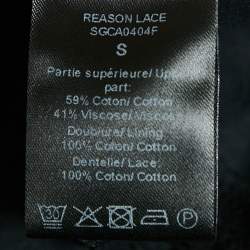 REASON LACE
SGCA0404F
S
Partie supérieure/ Upper
part:
59% Coton/ Cotton
41% Viscose/ Viscose
Doublure/ Lining
100% Coton/ Cotton
Dentelle/ Lace:
100% Coton/ Cotton
30
P